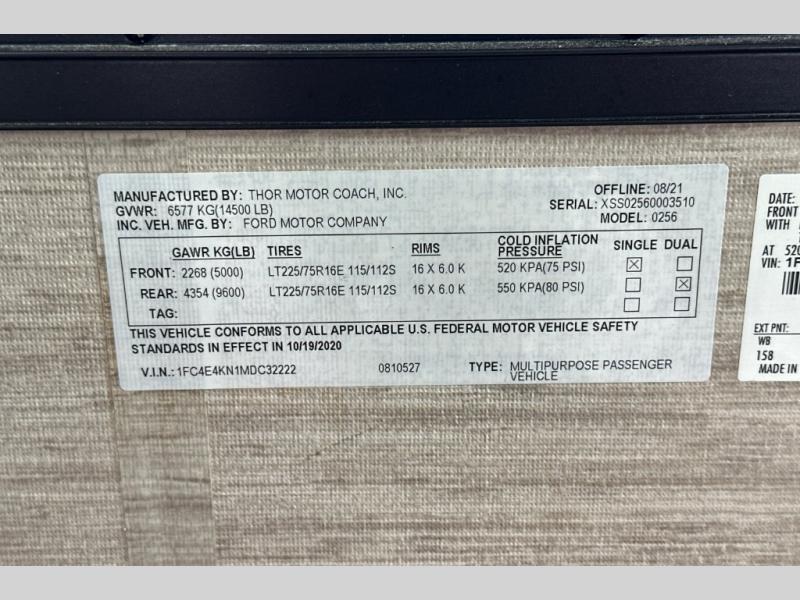 MANUFACTURED BY: THOR MOTOR COACH, INC.
OFFLINE: 08/21
GVWR: 6577 KG(14500 LB)
SERIAL: XSS02560003510
INC. VEH. MFG. BY: FORD MOTOR COMPANY
MODEL: 0256
GAWR KG(LB) TIRES RIMS COLD INFLATION PRESSURE SINGLE DUAL
FRONT: 2268 (5000) LT225/75R16E 115/112S 16 X 6.0 K 520 KPA(75 PSI) ☒ ☐
REAR: 4354 (9600) LT225/75R16E 115/112S 16 X 6.0 K 550 KPA(80 PSI) ☐ ☒
TAG: ☐ ☐
THIS VEHICLE CONFORMS TO ALL APPLICABLE U.S. FEDERAL MOTOR VEHICLE SAFETY
STANDARDS IN EFFECT IN 10/19/2020
V.I.N.: 1FC4E4KN1MDC32222 0810527 TYPE: MULTIPURPOSE PASSENGER
VEHICLE
DATE:
FRONT
WITH
AT 520
VIN: 1F
EXT PNT:
WB
158
MADE IN